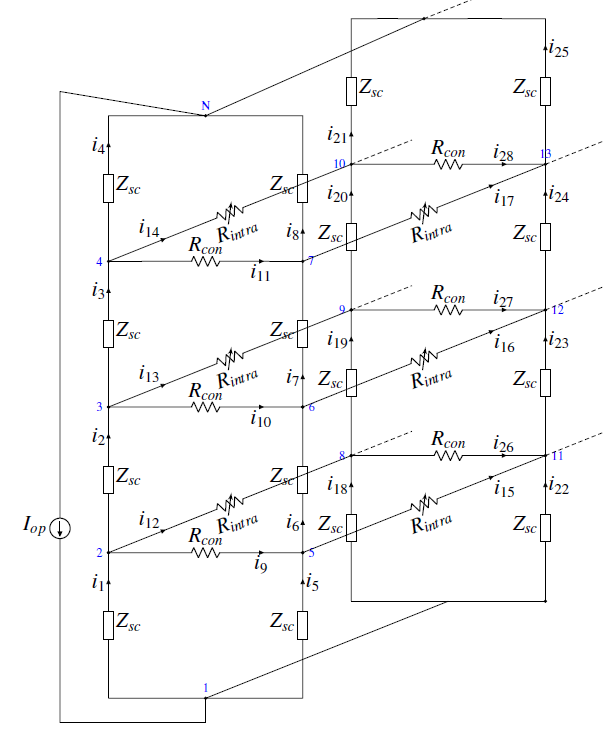 i25
Zsc Zsc
N
i4 i21 Rcon i28 13
10
Zsc Zsc i20 i17 i24
i14 Rintra i8 Zsc Rintra Zsc
Rcon
4 i11 7
i3 Rcon i27
9 12
Zsc Zsc i19 i16 i23
i13 Rintra i7 Zsc Rintra Zsc
Rcon
3 i10 6
i2 Rcon i26
8 11
Zsc Zsc i18 i15 i22
i12 Rintra i6 Zsc Rintra Zsc
Iop Rcon
2 i9 5
i1 i5
Zsc Zsc
1